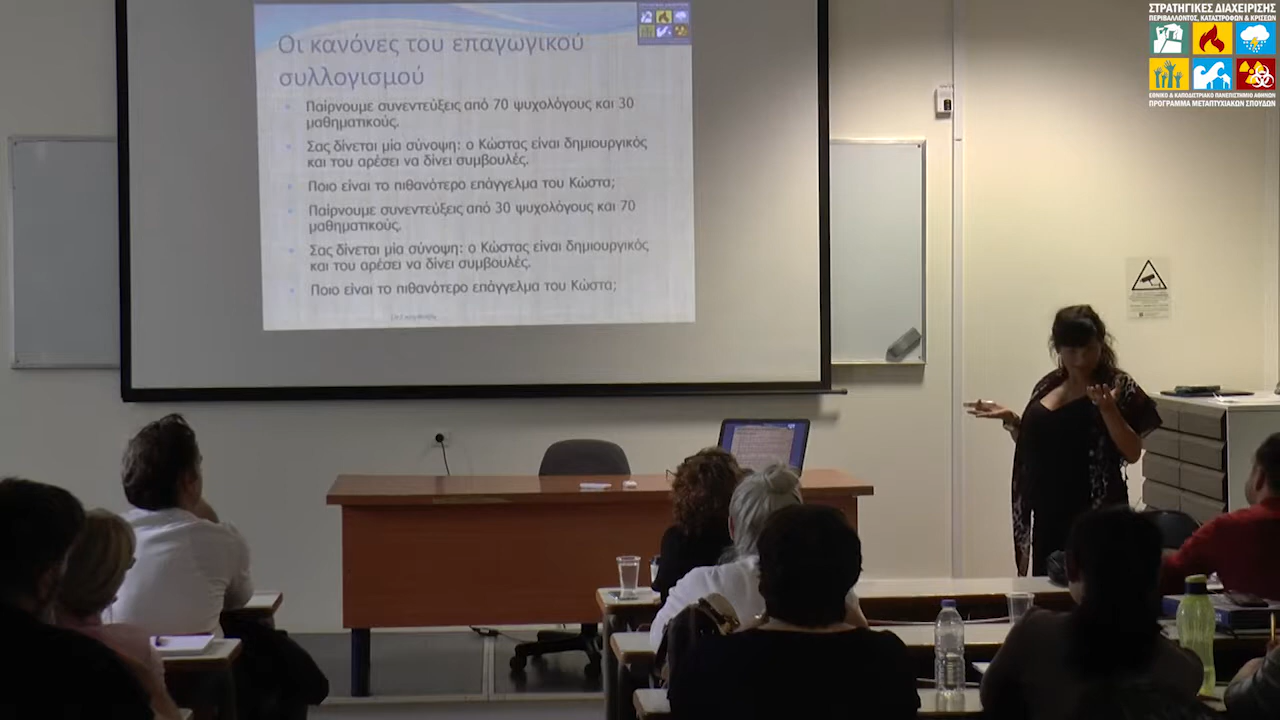 ΣΤΡΑΤΗΓΙΚΕΣ ΔΙΑΧΕΙΡΙΣΗΣ
ΠΕΡΙΒΑΛΛΟΝΤΟΣ, ΚΑΤΑΣΤΡΟΦΩΝ & ΚΡΙΣΕΩΝ
ΕΘΝΙΚΟ & ΚΑΠΟΔΙΣΤΡΙΑΚΟ ΠΑΝΕΠΙΣΤΗΜΙΟ ΑΘΗΝΩΝ
ΠΡΟΓΡΑΜΜΑ ΜΕΤΑΠΤΥΧΙΑΚΩΝ ΣΠΟΥΔΩΝ
Οι κανόνες του επαγωγικού
συλλογισμού
Παίρνουμε συνεντεύξεις από 70 ψυχολόγους και 30
μαθηματικούς.
Σας δίνεται μία σύνοψη: ο Κώστας είναι δημιουργικός
και του αρέσει να δίνει συμβουλές.
Ποιο είναι το πιθανότερο επάγγελμα του Κώστα;
Παίρνουμε συνεντεύξεις από 30 ψυχολόγους και 70
μαθηματικούς.
Σας δίνεται μία σύνοψη: ο Κώστας είναι δημιουργικός
και του αρέσει να δίνει συμβουλές.
Ποιο είναι το πιθανότερο επάγγελμα του Κώστα;